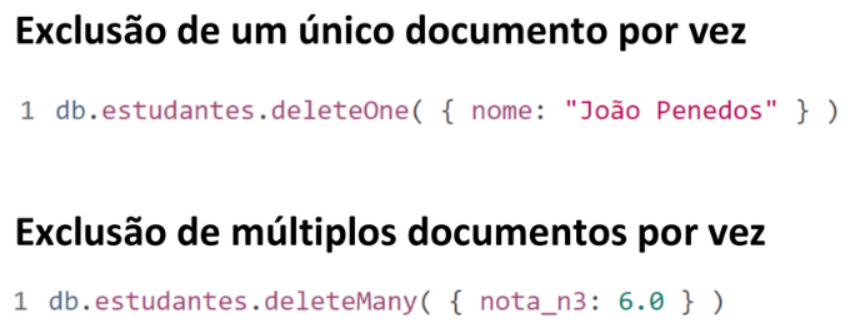 Exclusão de um único documento por vez
1 db.estudantes.deleteOne( { nome: "João Penedos" } )
Exclusão de múltiplos documentos por vez
1 db.estudantes.deleteMany( { nota_n3: 6.0 } )